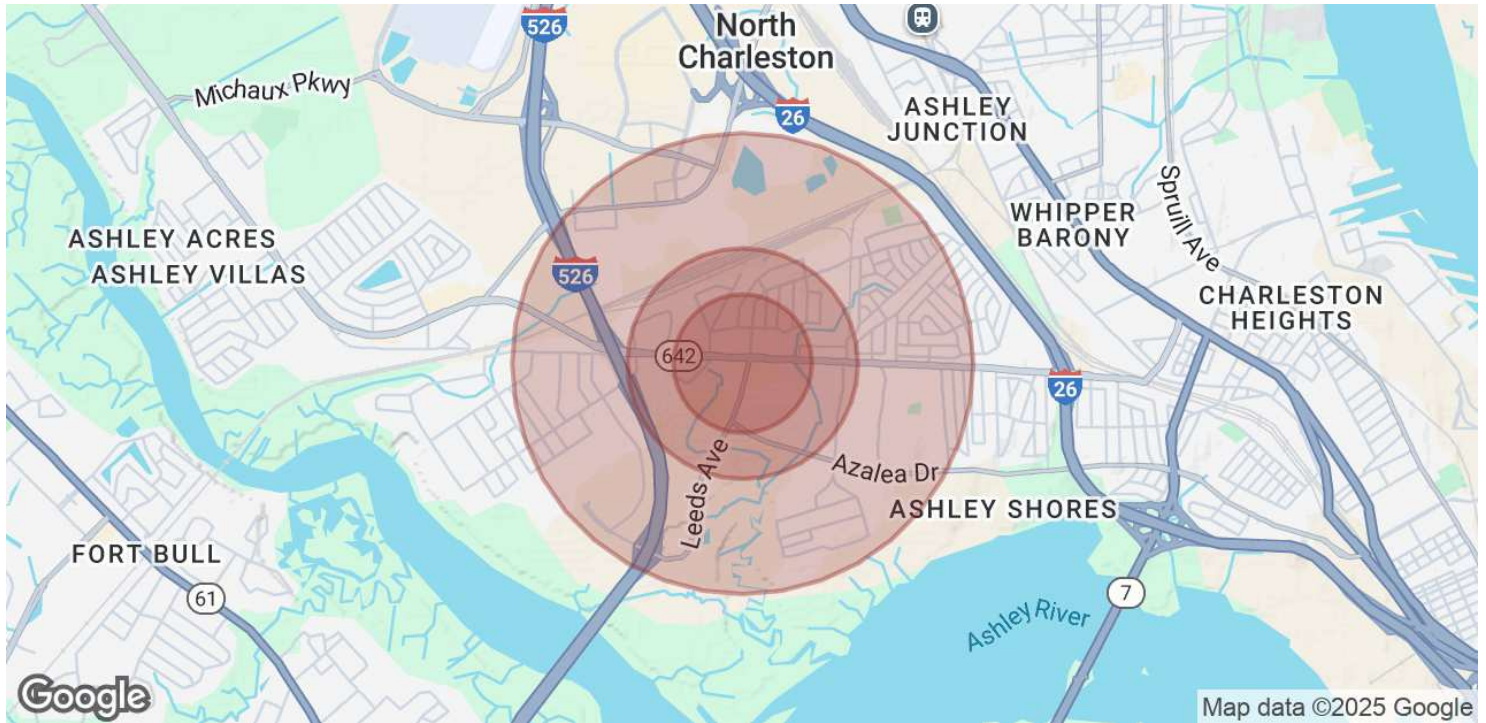 526
North
Charleston
Michaux Pkwy
26
ASHLEY
JUNCTION
Spruill Ave
WHIPPER
BARONY
ASHLEY ACRES
ASHLEY VILLAS
526
CHARLESTON
HEIGHTS
642
26
Leeds Ave
Azalea Dr
ASHLEY SHORES
FORT BULL
61
7
Ashley River
Google
Map data ©2025 Google